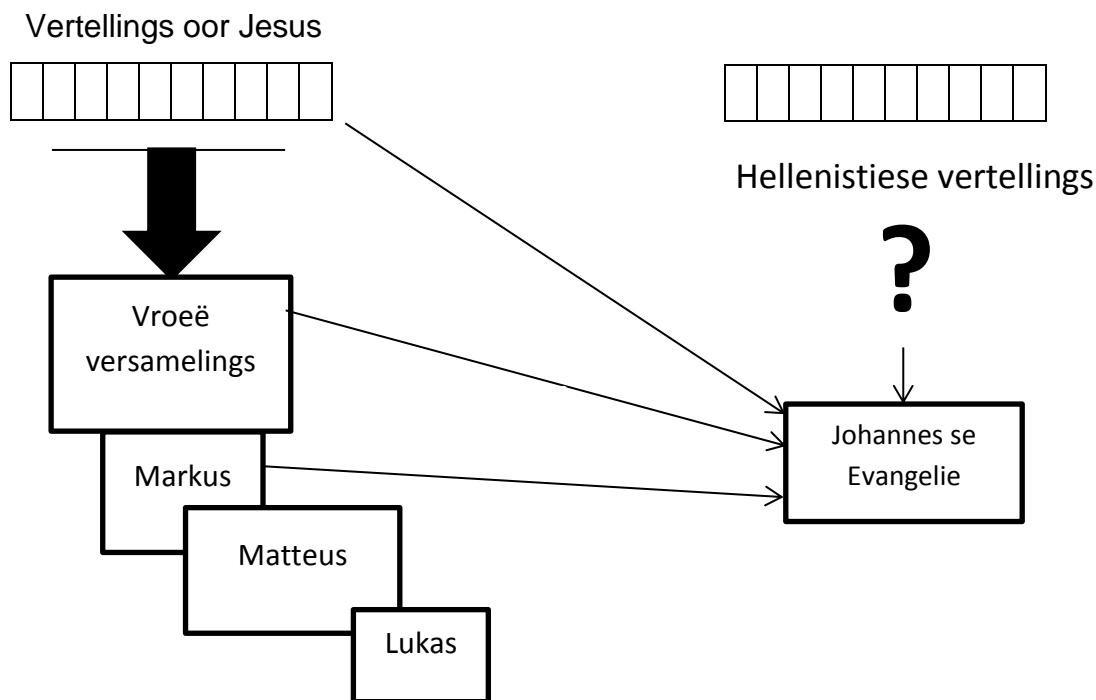 Vertellings oor Jesus
Hellenistiese vertellings
?
Vroeë
versamelings
Johannes se
Evangelie
Markus
Matteus
Lukas